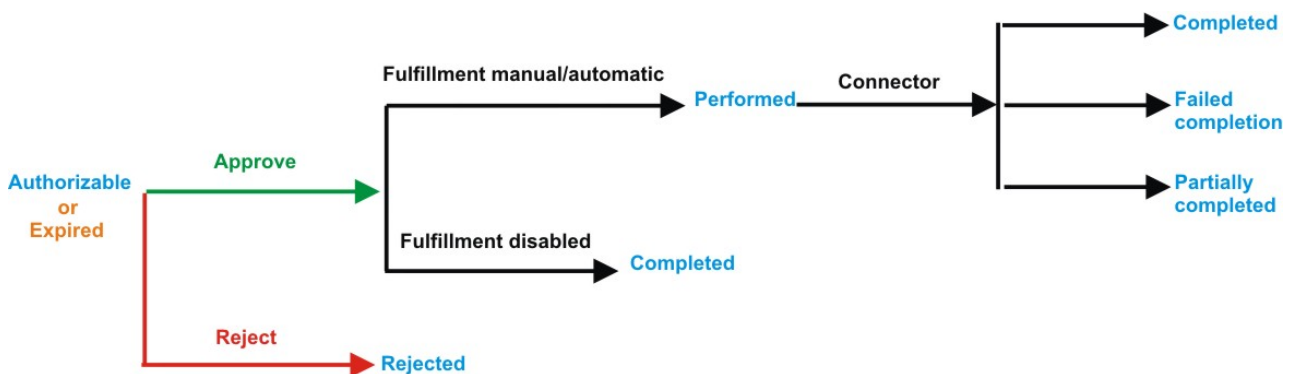 Completed
Fulfillment manual/automatic
Performed
Connector
Failed
completion
Approve
Authorizable
or
Expired
Partially
completed
Fulfillment disabled
Completed
Reject
Rejected